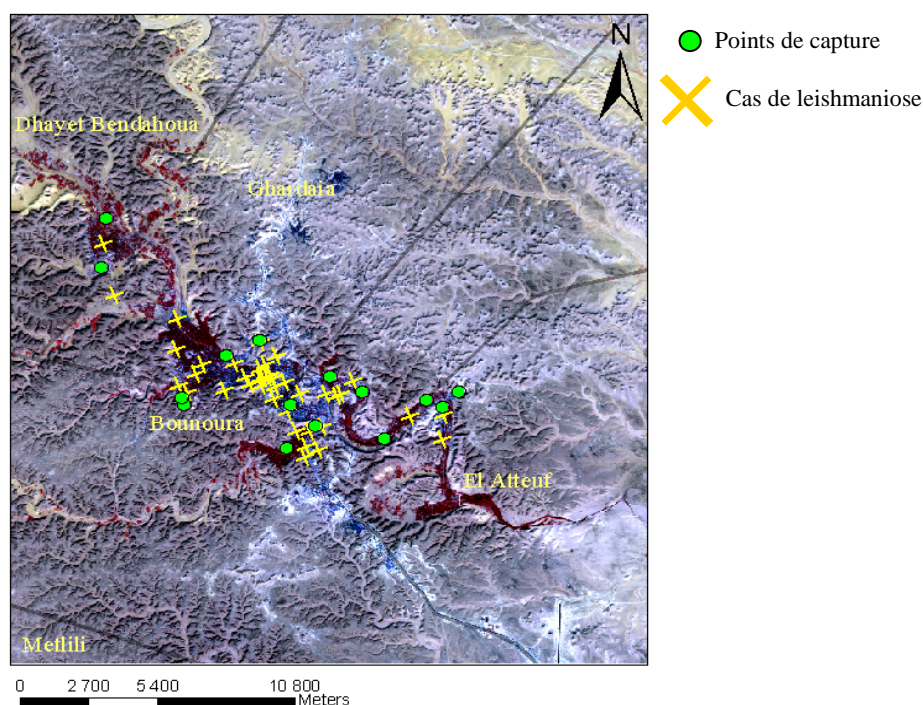 N
Points de capture
Cas de leishmaniose
Dhayet Bendahoua
Ghardaia
Bounoura
El Atteuf
Metlili
0 2 700 5 400 10 800
Meters